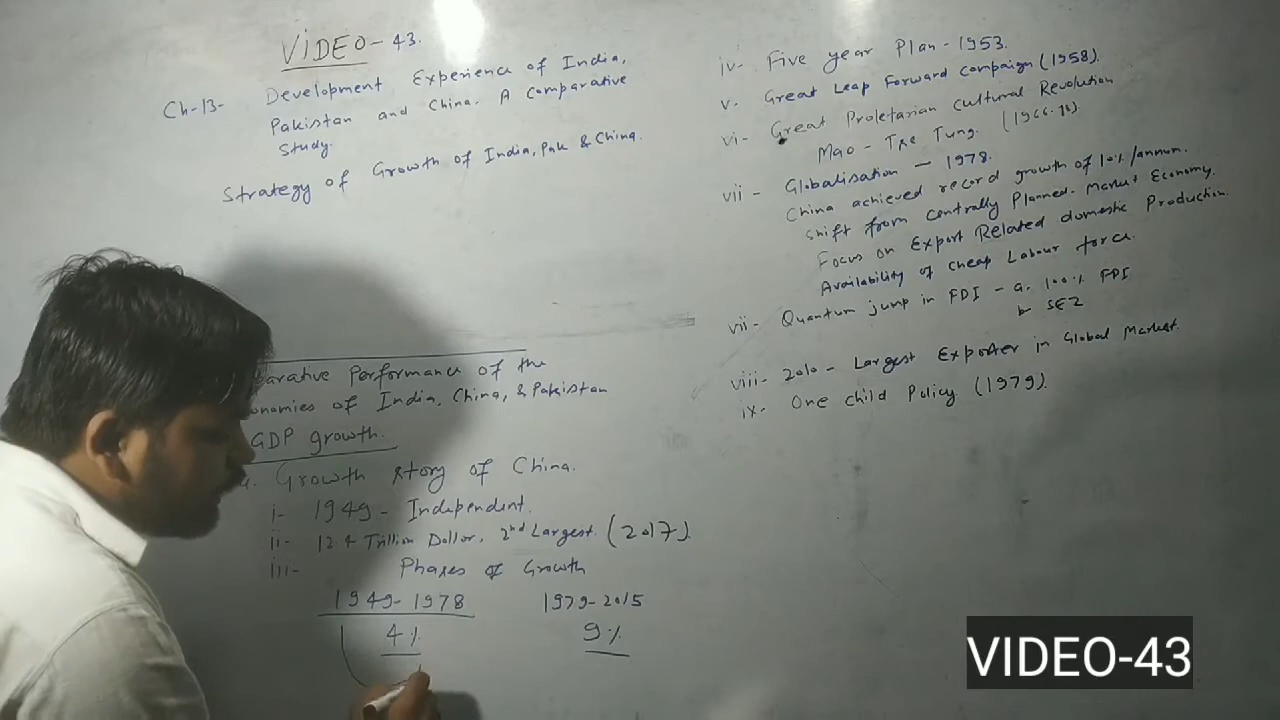 VIDEO-43.
Ch-13- Development Experience of India,
Pakistan and China. A Comparative
Study.
Strategy of Growth of India, Pak & China.
parative Performance of the
onomies of India, China, & Pakistan
GDP growth.
Growth story of China.
i- 1949 - Independent.
ii- 12.4 Trillion Dollar. 2nd Largest. (2017)
iii- Phases of Growth
1949-1978 1979-2015
4% 9%
iv- Five year Plan - 1953.
v. Great Leap Forward Campaign (1958).
vi- Great Proletarian Cultural Revolution
Mao - Tse Tung. (1966-76)
vii- Globalisation - 1978.
China achieved record growth of 10% /annum.
Shift from Centrally Planned - Market Economy.
Focus on Export Related domestic Production.
Availability of cheap Labour force.
vii- Quantum jump in FDI - a. 100% FDI
b- SEZ
viii- 2010 - Largest Exporter in Global Market.
ix- One child Policy (1979).
VIDEO-43